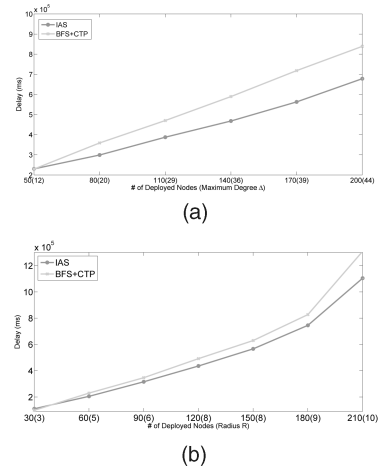 x 10^5
10
9
8
7
6
5
4
3
2
Delay (ms)
IAS
BFS+CTP
50(12) 80(20) 110(29) 140(36) 170(39) 200(44)
# of Deployed Nodes (Maximum Degree Δ)
(a)
x 10^5
12
10
8
6
4
2
Delay (ms)
IAS
BFS+CTP
30(3) 60(5) 90(6) 120(8) 150(8) 180(9) 210(10)
# of Deployed Nodes (Radius R)
(b)